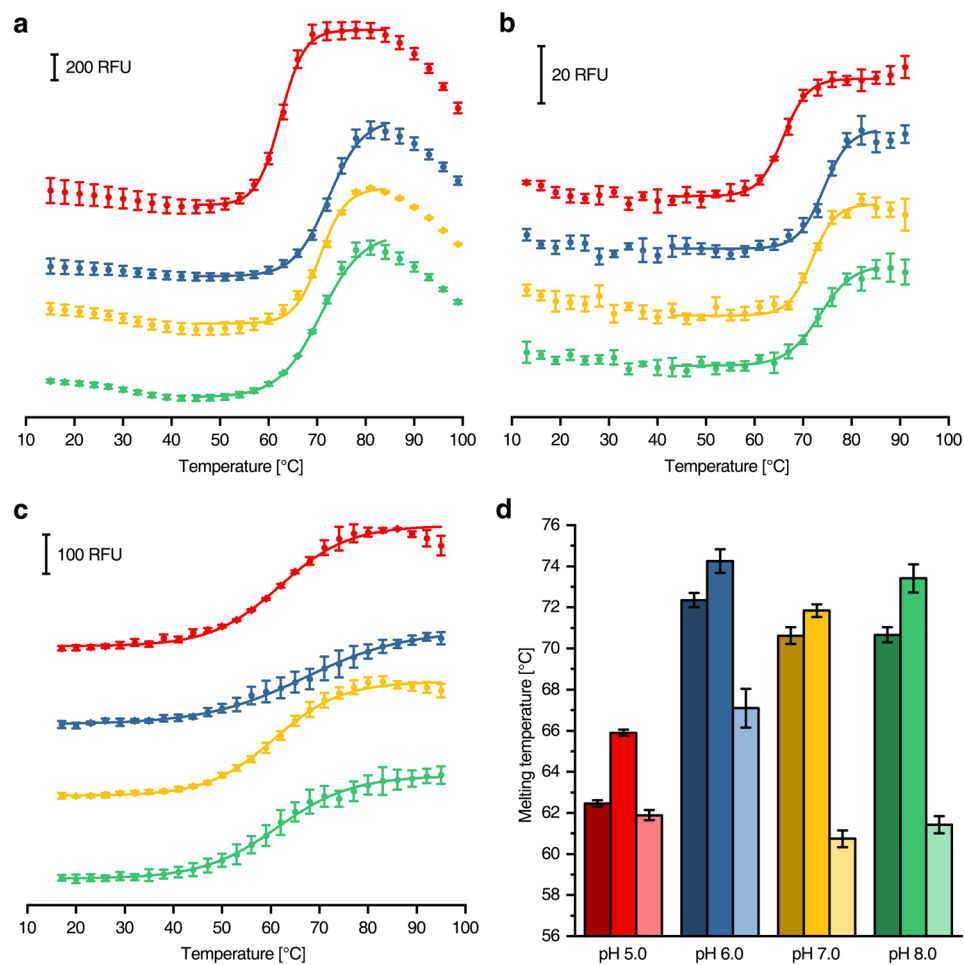 a
200 RFU
10 20 30 40 50 60 70 80 90 100
Temperature [°C]
b
20 RFU
10 20 30 40 50 60 70 80 90 100
Temperature [°C]
c
100 RFU
10 20 30 40 50 60 70 80 90 100
Temperature [°C]
d
Melting temperature [°C]
76
74
72
70
68
66
64
62
60
58
56
pH 5.0 pH 6.0 pH 7.0 pH 8.0